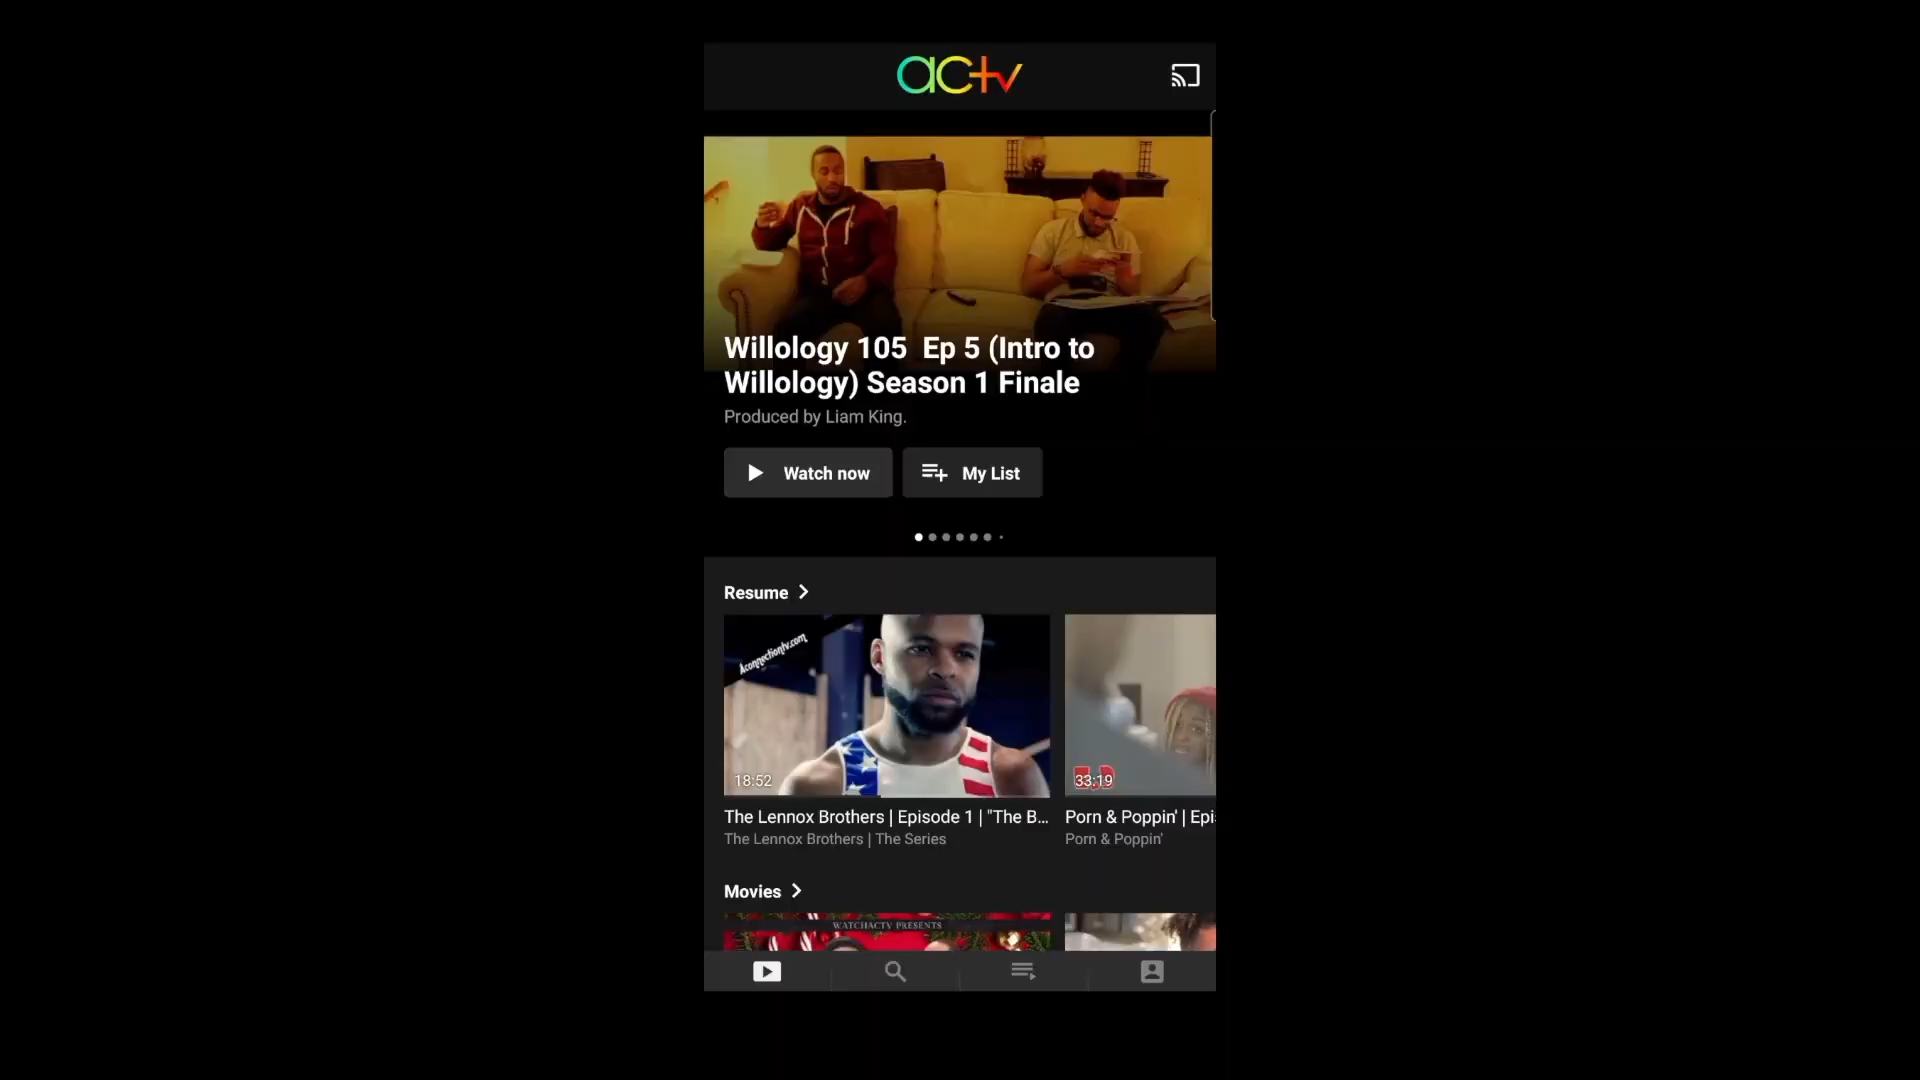 actv
Willology 105  Ep 5 (Intro to
Willology) Season 1 Finale
Produced by Liam King.
Watch now
My List
Resume
Aconnectiontv.com
18:52
33:19
The Lennox Brothers | Episode 1 | "The B...
Porn & Poppin' | Epi
The Lennox Brothers | The Series
Porn & Poppin'
Movies
WATCHACTV PRESENTS